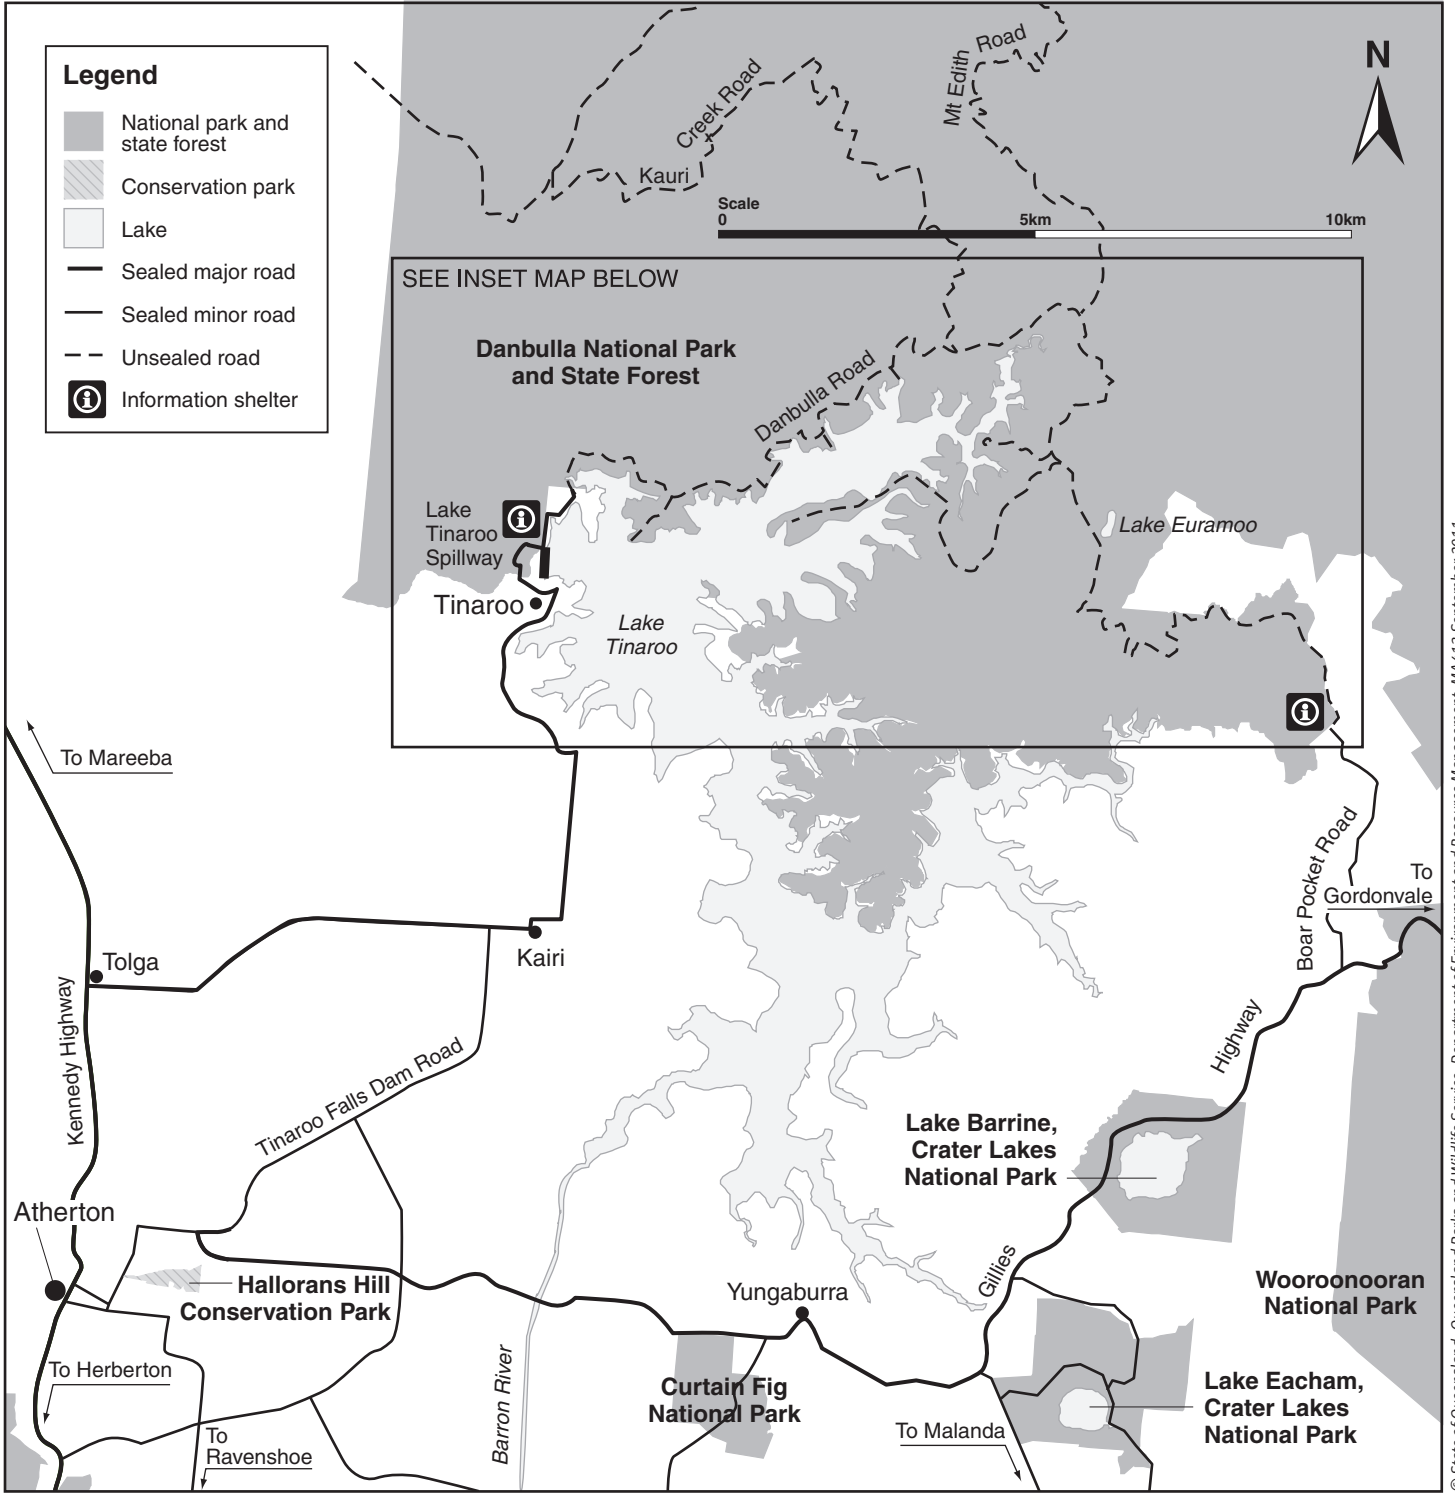 Legend
National park and
state forest
Conservation park
Lake
Sealed major road
Sealed minor road
Unsealed road
Information shelter
Creek Road
Kauri
Mt Edith
Road
N
Scale
0
5km
10km
SEE INSET MAP BELOW
Danbulla National Park
and State Forest
Danbulla Road
Lake
Tinaroo
Spillway
Tinaroo
Lake
Tinaroo
Lake Euramoo
To Mareeba
Boar Pocket Road
To
Gordonvale
Tolga
Kairi
Kennedy Highway
Tinaroo Falls Dam Road
Highway
Lake Barrine,
Crater Lakes
National Park
Atherton
Hallorans Hill
Conservation Park
Yungaburra
Gillies
Wooroonooran
National Park
To Herberton
Barron River
Curtain Fig
National Park
Lake Eacham,
Crater Lakes
National Park
To Malanda
To
Ravenshoe